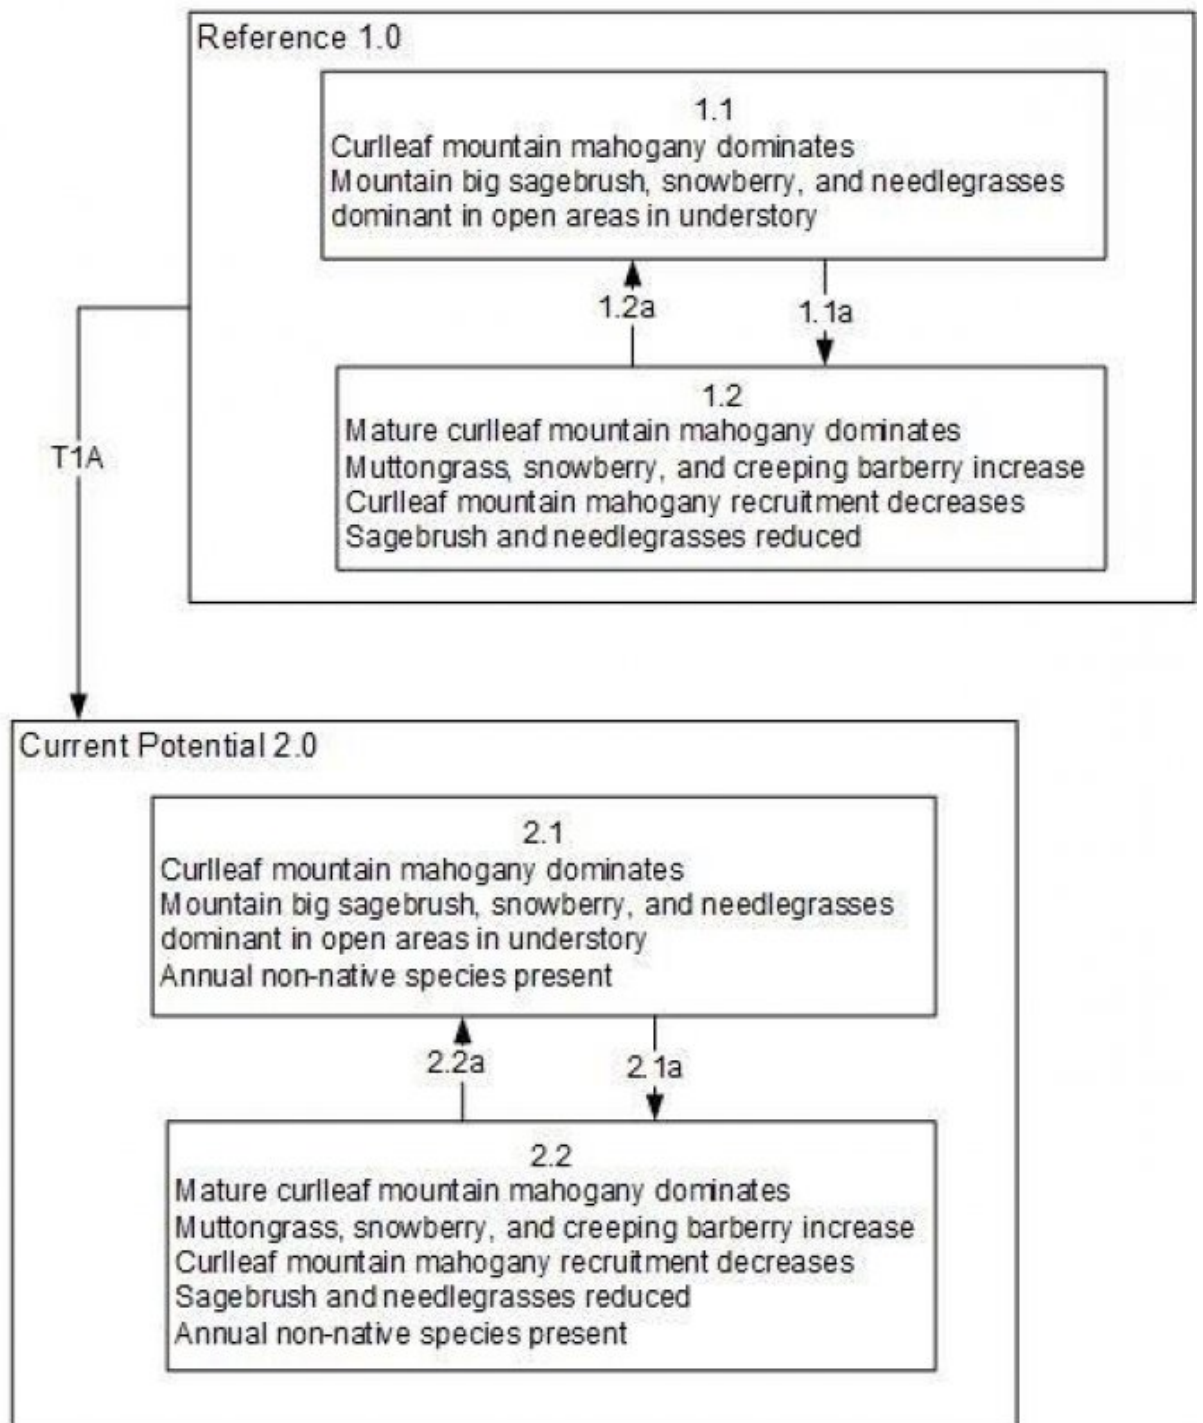 Reference 1.0
1.1
Curlleaf mountain mahogany dominates
Mountain big sagebrush, snowberry, and needlegrasses
dominant in open areas in understory
1.2a
1.1a
1.2
Mature curlleaf mountain mahogany dominates
Muttongrass, snowberry, and creeping barberry increase
Curlleaf mountain mahogany recruitment decreases
Sagebrush and needlegrasses reduced
T1A
Current Potential 2.0
2.1
Curlleaf mountain mahogany dominates
Mountain big sagebrush, snowberry, and needlegrasses
dominant in open areas in understory
Annual non-native species present
2.2a
2.1a
2.2
Mature curlleaf mountain mahogany dominates
Muttongrass, snowberry, and creeping barberry increase
Curlleaf mountain mahogany recruitment decreases
Sagebrush and needlegrasses reduced
Annual non-native species present